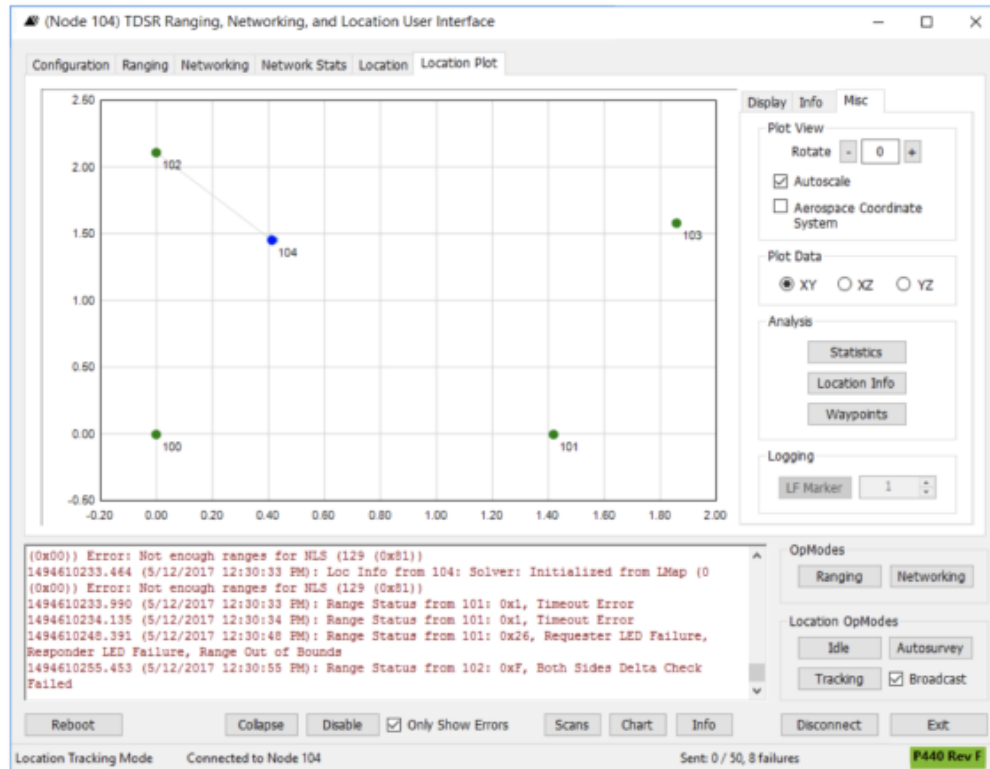 (Node 104) TDSR Ranging, Networking, and Location User Interface
Configuration Ranging Networking Network Stats Location Location Plot
2.60
2.00
1.50
1.00
0.50
0.00
-0.50
-0.20 0.00 0.20 0.40 0.60 0.80 1.00 1.20 1.40 1.60 1.80 2.00
102
104
103
100
101
Display Info Misc
Plot View
Rotate - 0 +
Autoscale
Aerospace Coordinate
System
Plot Data
XY XZ YZ
Analysis
Statistics
Location Info
Waypoints
Logging
LF Marker 1
(0x00)) Error: Not enough ranges for NLS (129 (0x81))
1494610233.464 (5/12/2017 12:30:33 PM): Loc Info from 104: Solver: Initialized from LMap (0
(0x00)) Error: Not enough ranges for NLS (129 (0x81))
1494610233.990 (5/12/2017 12:30:33 PM): Range Status from 101: 0x1, Timeout Error
1494610234.135 (5/12/2017 12:30:34 PM): Range Status from 101: 0x1, Timeout Error
1494610248.391 (5/12/2017 12:30:48 PM): Range Status from 101: 0x26, Requester LED Failure,
Responder LED Failure, Range Out of Bounds
1494610255.453 (5/12/2017 12:30:55 PM): Range Status from 102: 0xF, Both Sides Delta Check
Failed
OpModes
Ranging Networking
Location OpModes
Idle Autosurvey
Tracking Broadcast
Reboot Collapse Disable Only Show Errors Scans Chart Info Disconnect Exit
Location Tracking Mode Connected to Node 104 Sent: 0 / 50, 8 failures P440 Rev F